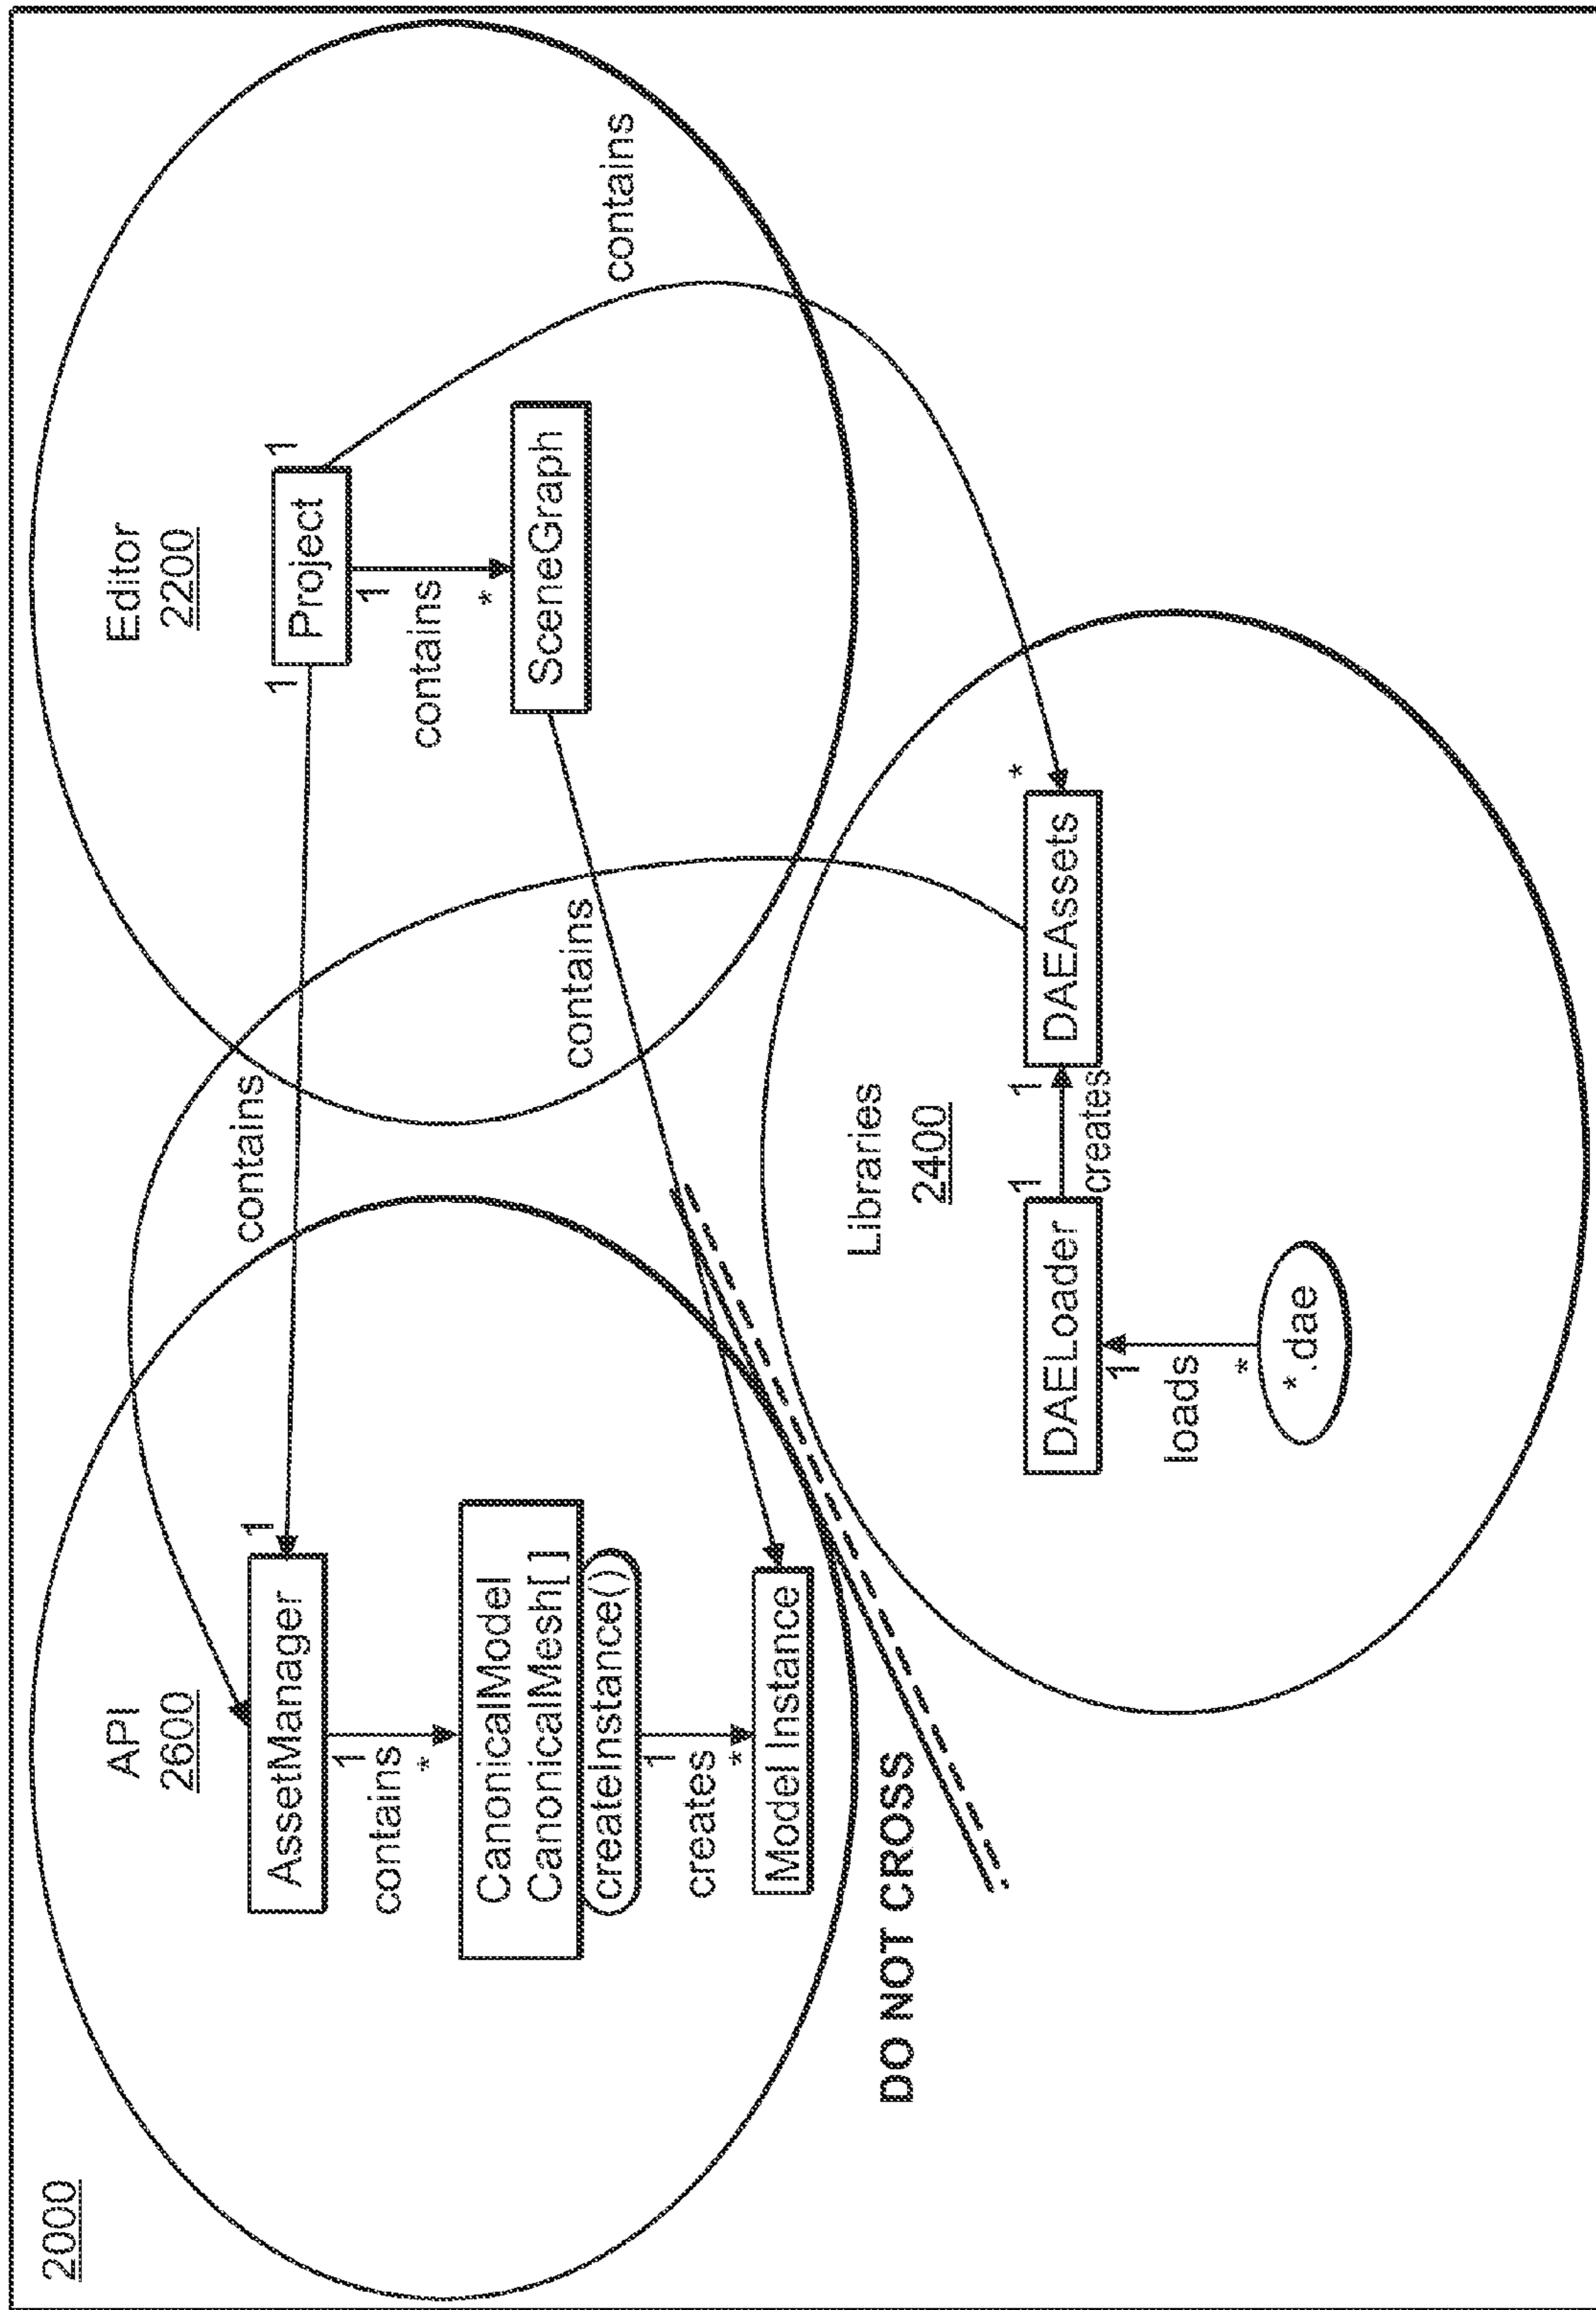 2000
API
2600
AssetManager
1
1
contains
*
CanonicalModel
CanonicalMesh[ ]
createInstance()
1
creates
*
Model Instance
DO NOT CROSS
contains
contains
Editor
2200
1
Project
1
1
contains
*
SceneGraph
contains
Libraries
2400
DAELoader
1
1
creates
DAEAssets
*
1
loads
*
*.dae